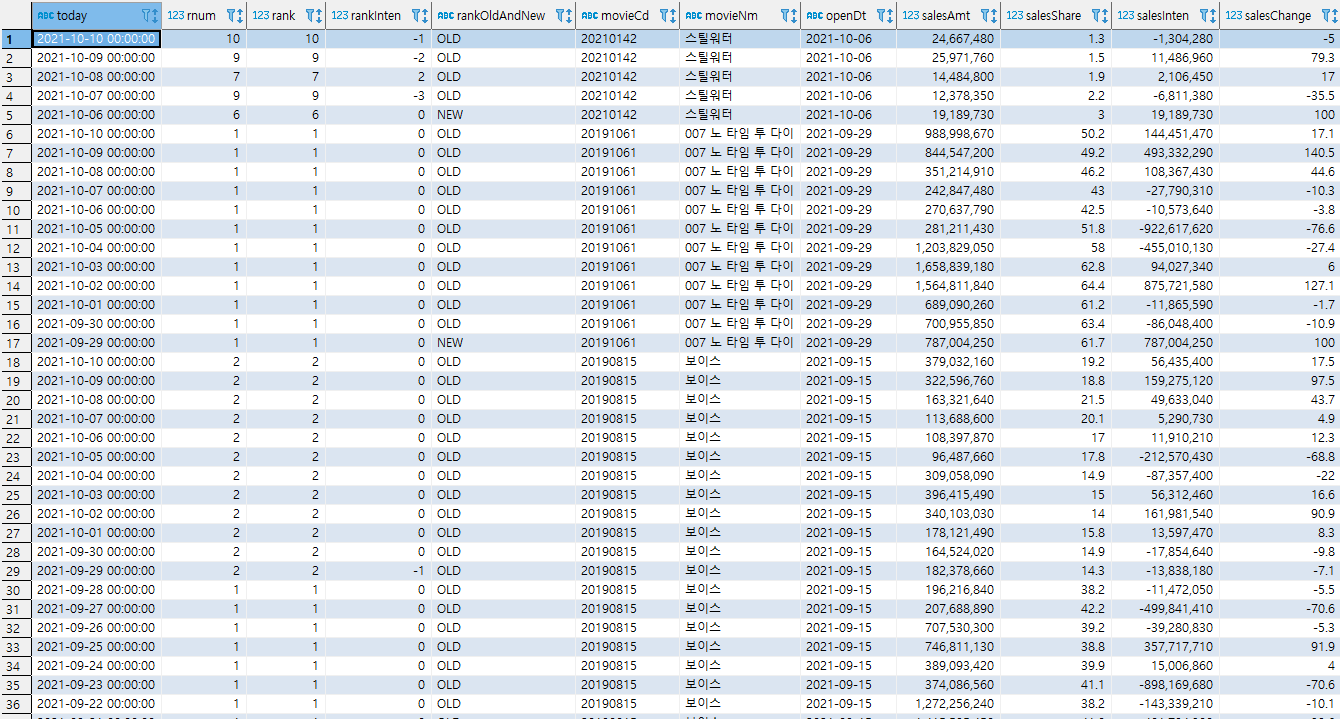 ABC today 123 rnum 123 rank 123 rankInten ABC rankOldAndNew ABC movieCd ABC movieNm ABC openDt 123 salesAmt 123 salesShare 123 salesInten 123 salesChange
1 2021-10-10 00:00:00 10 10 -1 OLD 20210142 스틸워터 2021-10-06 24,667,480 1.3 -1,304,280 -5
2 2021-10-09 00:00:00 9 9 -2 OLD 20210142 스틸워터 2021-10-06 25,971,760 1.5 11,486,960 79.3
3 2021-10-08 00:00:00 7 7 2 OLD 20210142 스틸워터 2021-10-06 14,484,800 1.9 2,106,450 17
4 2021-10-07 00:00:00 9 9 -3 OLD 20210142 스틸워터 2021-10-06 12,378,350 2.2 -6,811,380 -35.5
5 2021-10-06 00:00:00 6 6 0 NEW 20210142 스틸워터 2021-10-06 19,189,730 3 19,189,730 100
6 2021-10-10 00:00:00 1 1 0 OLD 20191061 007 노 타임 투 다이 2021-09-29 988,998,670 50.2 144,451,470 17.1
7 2021-10-09 00:00:00 1 1 0 OLD 20191061 007 노 타임 투 다이 2021-09-29 844,547,200 49.2 493,332,290 140.5
8 2021-10-08 00:00:00 1 1 0 OLD 20191061 007 노 타임 투 다이 2021-09-29 351,214,910 46.2 108,367,430 44.6
9 2021-10-07 00:00:00 1 1 0 OLD 20191061 007 노 타임 투 다이 2021-09-29 242,847,480 43 -27,790,310 -10.3
10 2021-10-06 00:00:00 1 1 0 OLD 20191061 007 노 타임 투 다이 2021-09-29 270,637,790 42.5 -10,573,640 -3.8
11 2021-10-05 00:00:00 1 1 0 OLD 20191061 007 노 타임 투 다이 2021-09-29 281,211,430 51.8 -922,617,620 -76.6
12 2021-10-04 00:00:00 1 1 0 OLD 20191061 007 노 타임 투 다이 2021-09-29 1,203,829,050 58 -455,010,130 -27.4
13 2021-10-03 00:00:00 1 1 0 OLD 20191061 007 노 타임 투 다이 2021-09-29 1,658,839,180 62.8 94,027,340 6
14 2021-10-02 00:00:00 1 1 0 OLD 20191061 007 노 타임 투 다이 2021-09-29 1,564,811,840 64.4 875,721,580 127.1
15 2021-10-01 00:00:00 1 1 0 OLD 20191061 007 노 타임 투 다이 2021-09-29 689,090,260 61.2 -11,865,590 -1.7
16 2021-09-30 00:00:00 1 1 0 OLD 20191061 007 노 타임 투 다이 2021-09-29 700,955,850 63.4 -86,048,400 -10.9
17 2021-09-29 00:00:00 1 1 0 NEW 20191061 007 노 타임 투 다이 2021-09-29 787,004,250 61.7 787,004,250 100
18 2021-10-10 00:00:00 2 2 0 OLD 20190815 보이스 2021-09-15 379,032,160 19.2 56,435,400 17.5
19 2021-10-09 00:00:00 2 2 0 OLD 20190815 보이스 2021-09-15 322,596,760 18.8 159,275,120 97.5
20 2021-10-08 00:00:00 2 2 0 OLD 20190815 보이스 2021-09-15 163,321,640 21.5 49,633,040 43.7
21 2021-10-07 00:00:00 2 2 0 OLD 20190815 보이스 2021-09-15 113,688,600 20.1 5,290,730 4.9
22 2021-10-06 00:00:00 2 2 0 OLD 20190815 보이스 2021-09-15 108,397,870 17 11,910,210 12.3
23 2021-10-05 00:00:00 2 2 0 OLD 20190815 보이스 2021-09-15 96,487,660 17.8 -212,570,430 -68.8
24 2021-10-04 00:00:00 2 2 0 OLD 20190815 보이스 2021-09-15 309,058,090 14.9 -87,357,400 -22
25 2021-10-03 00:00:00 2 2 0 OLD 20190815 보이스 2021-09-15 396,415,490 15 56,312,460 16.6
26 2021-10-02 00:00:00 2 2 0 OLD 20190815 보이스 2021-09-15 340,103,030 14 161,981,540 90.9
27 2021-10-01 00:00:00 2 2 0 OLD 20190815 보이스 2021-09-15 178,121,490 15.8 13,597,470 8.3
28 2021-09-30 00:00:00 2 2 0 OLD 20190815 보이스 2021-09-15 164,524,020 14.9 -17,854,640 -9.8
29 2021-09-29 00:00:00 2 2 -1 OLD 20190815 보이스 2021-09-15 182,378,660 14.3 -13,838,180 -7.1
30 2021-09-28 00:00:00 1 1 0 OLD 20190815 보이스 2021-09-15 196,216,840 38.2 -11,472,050 -5.5
31 2021-09-27 00:00:00 1 1 0 OLD 20190815 보이스 2021-09-15 207,688,890 42.2 -499,841,410 -70.6
32 2021-09-26 00:00:00 1 1 0 OLD 20190815 보이스 2021-09-15 707,530,300 39.2 -39,280,830 -5.3
33 2021-09-25 00:00:00 1 1 0 OLD 20190815 보이스 2021-09-15 746,811,130 38.8 357,717,710 91.9
34 2021-09-24 00:00:00 1 1 0 OLD 20190815 보이스 2021-09-15 389,093,420 39.9 15,006,860 4
35 2021-09-23 00:00:00 1 1 0 OLD 20190815 보이스 2021-09-15 374,086,560 41.1 -898,169,680 -70.6
36 2021-09-22 00:00:00 1 1 0 OLD 20190815 보이스 2021-09-15 1,272,256,240 38.2 -143,339,210 -10.1